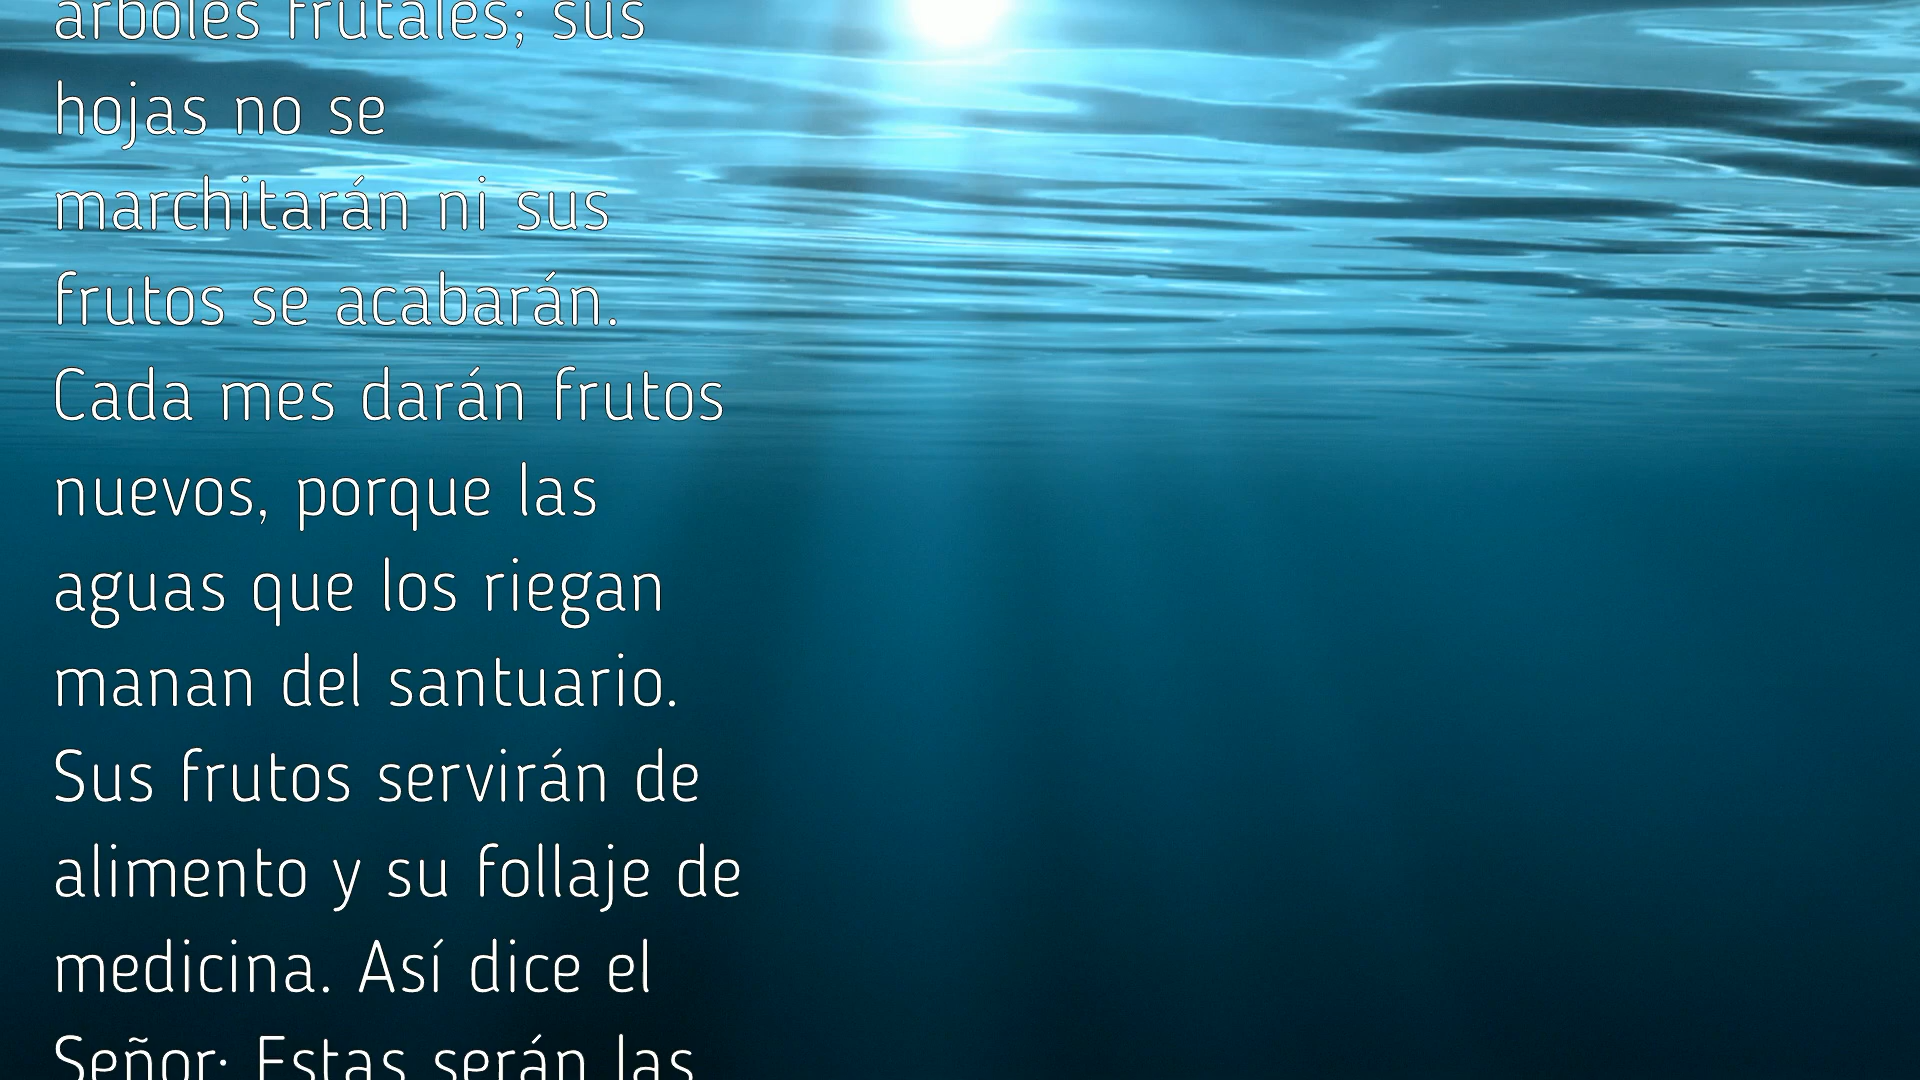 árboles frutales; sus
hojas no se
marchitarán ni sus
frutos se acabarán.
Cada mes darán frutos
nuevos, porque las
aguas que los riegan
manan del santuario.
Sus frutos servirán de
alimento y su follaje de
medicina. Así dice el
Señor: Estas serán las